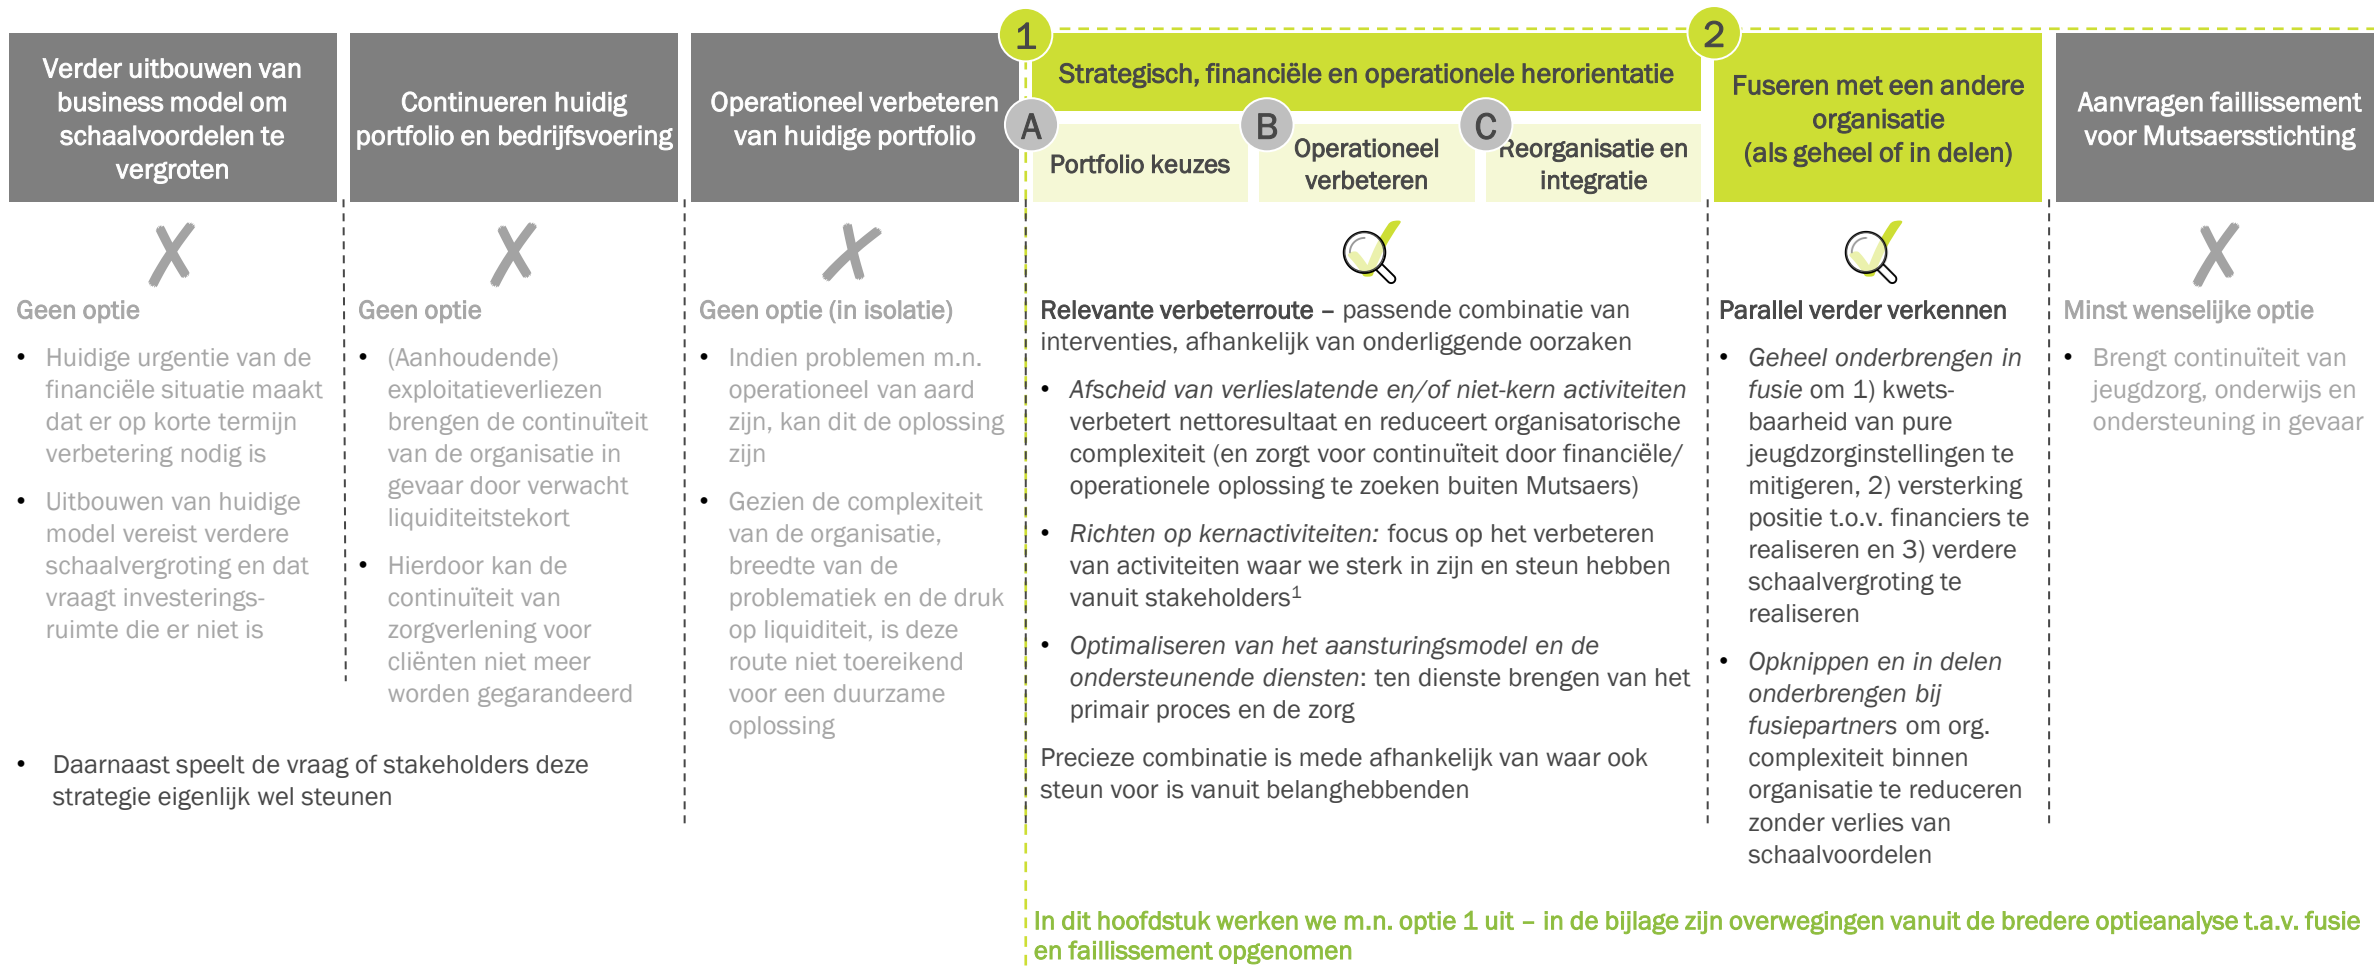 Verder uitbouwen van
business model om
schaalvoordelen te
vergroten
Geen optie
• Huidige urgentie van de
financiële situatie maakt
dat er op korte termijn
verbetering nodig is
• Uitbouwen van huidige
model vereist verdere
schaalvergroting en dat
vraagt investerings-
ruimte die er niet is
Continueren huidig
portfolio en bedrijfsvoering
Geen optie
• (Aanhoudende)
exploitatieverliezen
brengen de continuïteit
van de organisatie in
gevaar door verwacht
liquiditeitstekort
• Hierdoor kan de
continuïteit van
zorgverlening voor
cliënten niet meer
worden gegarandeerd
• Daarnaast speelt de vraag of stakeholders deze
strategie eigenlijk wel steunen
Operationeel verbeteren
van huidige portfolio
Geen optie (in isolatie)
• Indien problemen m.n.
operationeel van aard
zijn, kan dit de oplossing
zijn
• Gezien de complexiteit
van de organisatie,
breedte van de
problematiek en de druk
op liquiditeit, is deze
route niet toereikend
voor een duurzame
oplossing
1
Strategisch, financiële en operationele herorientatie
A
Portfolio keuzes
B
Operationeel
verbeteren
C
Reorganisatie en
integratie
Relevante verbeterroute – passende combinatie van
interventies, afhankelijk van onderliggende oorzaken
• Afscheid van verlieslatende en/of niet-kern activiteiten
verbetert nettoresultaat en reduceert organisatorische
complexiteit (en zorgt voor continuïteit door financiële/
operationele oplossing te zoeken buiten Mutsaers)
• Richten op kernactiviteiten: focus op het verbeteren
van activiteiten waar we sterk in zijn en steun hebben
vanuit stakeholders1
• Optimaliseren van het aansturingsmodel en de
ondersteunende diensten: ten dienste brengen van het
primair proces en de zorg
Precieze combinatie is mede afhankelijk van waar ook
steun voor is vanuit belanghebbenden
2
Fuseren met een andere
organisatie
(als geheel of in delen)
Parallel verder verkennen
• Geheel onderbrengen in
fusie om 1) kwets-
baarheid van pure
jeugdzorginstellingen te
mitigeren, 2) versterking
positie t.o.v. financiers te
realiseren en 3) verdere
schaalvergroting te
realiseren
• Opknippen en in delen
onderbrengen bij
fusiepartners om org.
complexiteit binnen
organisatie te reduceren
zonder verlies van
schaalvoordelen
Aanvragen faillissement
voor Mutsaersstichting
Minst wenselijke optie
• Brengt continuïteit van
jeugdzorg, onderwijs en
ondersteuning in gevaar
In dit hoofdstuk werken we m.n. optie 1 uit – in de bijlage zijn overwegingen vanuit de bredere optieanalyse t.a.v. fusie
en faillissement opgenomen